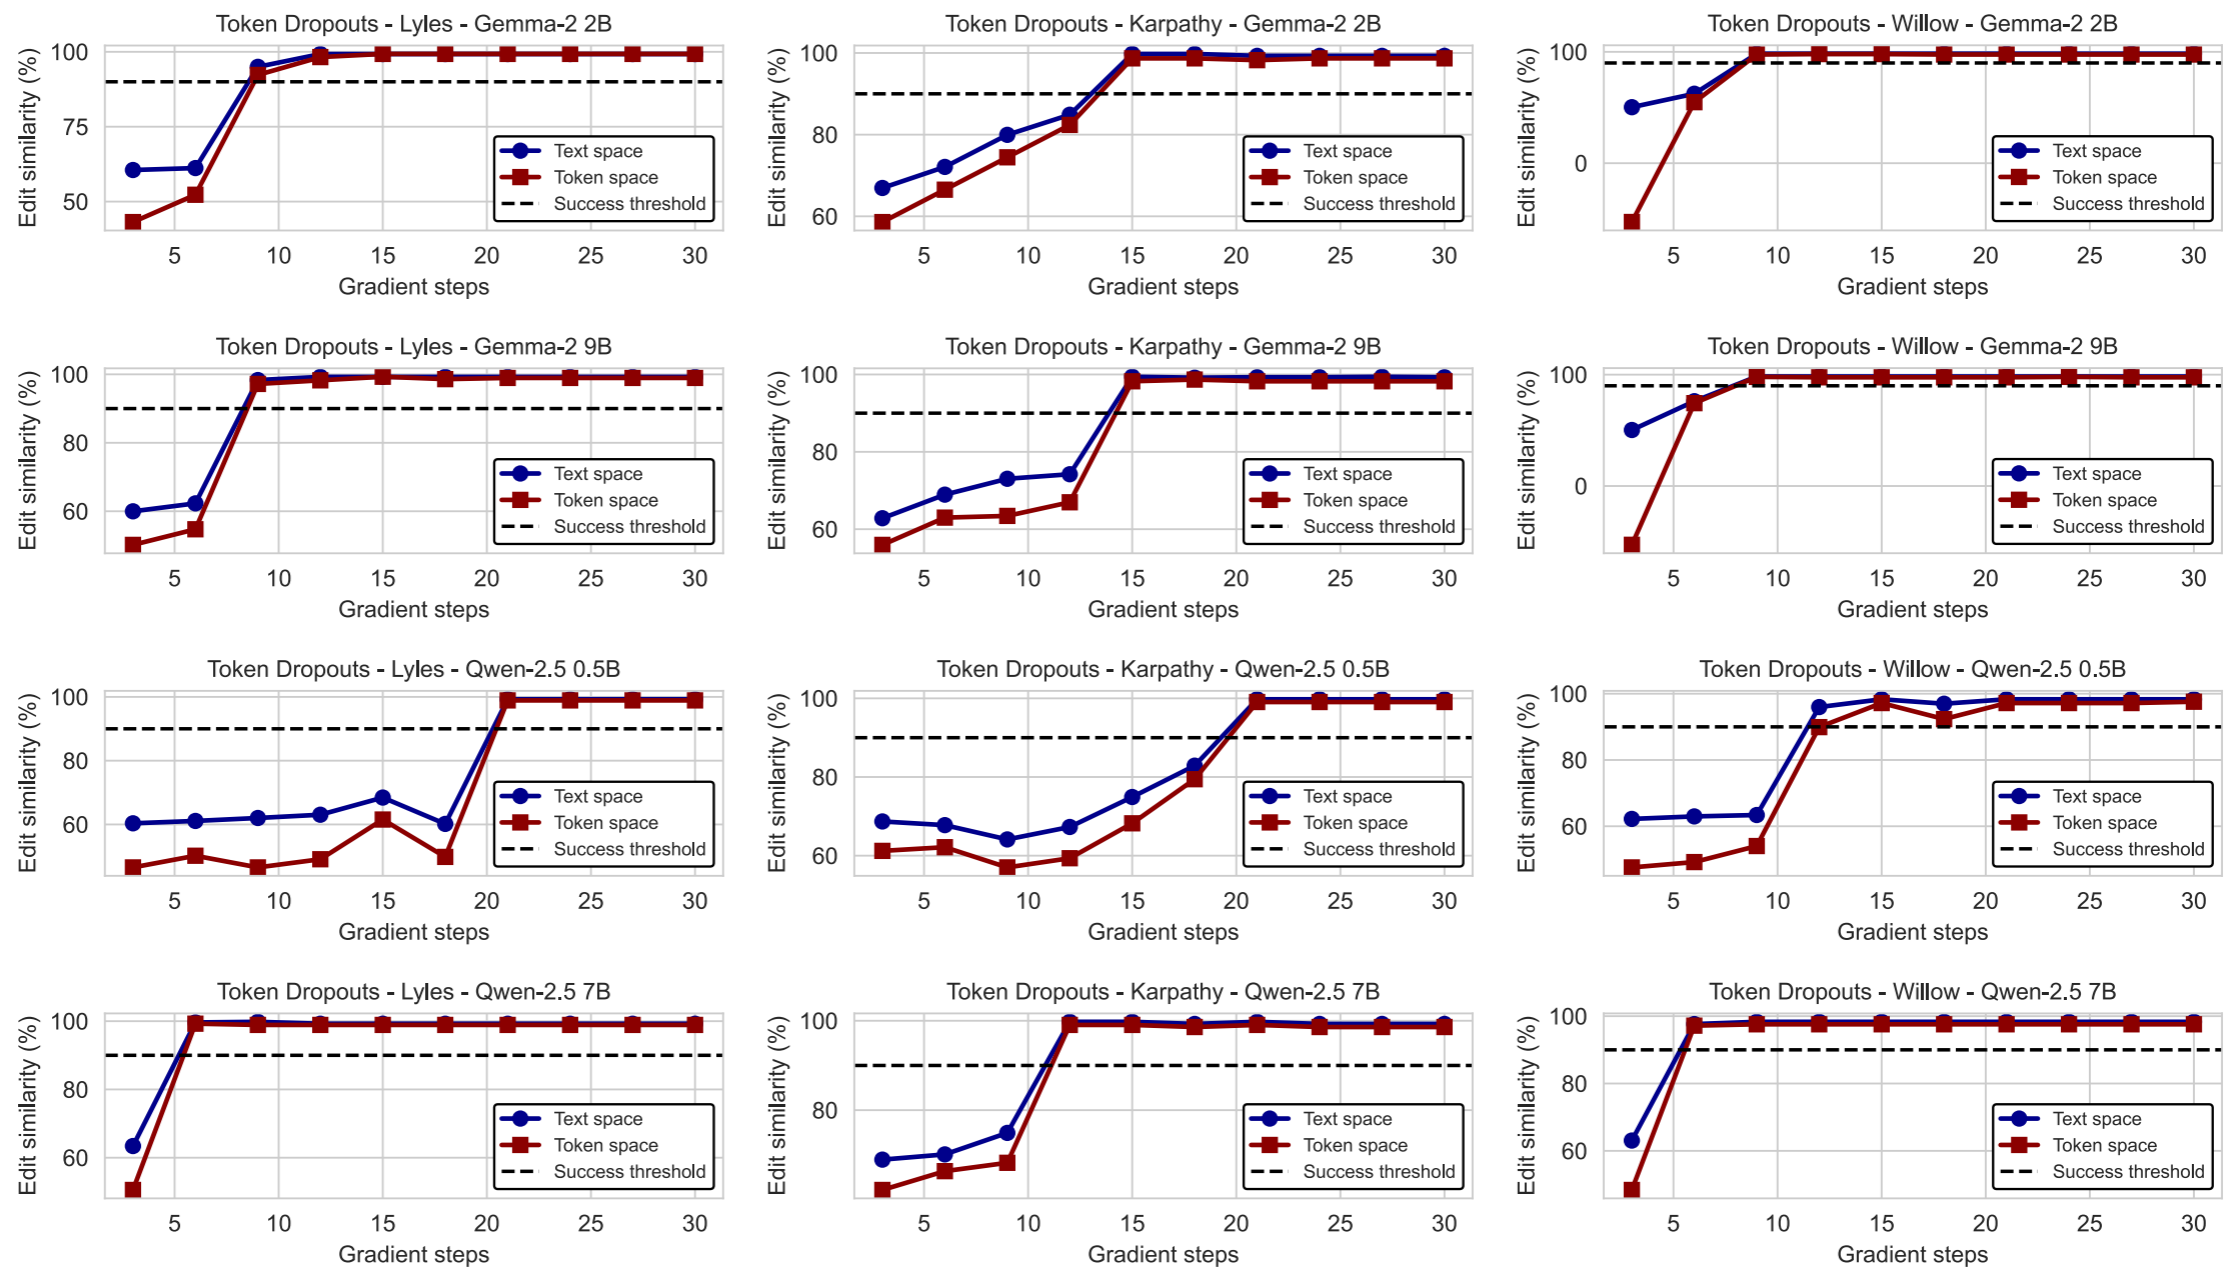 Token Dropouts - Lyles - Gemma-2 2B
Edit similarity (%)
100
75
50
Text space
Token space
Success threshold
5 10 15 20 25 30
Gradient steps
Token Dropouts - Karpathy - Gemma-2 2B
Edit similarity (%)
100
80
60
Text space
Token space
Success threshold
5 10 15 20 25 30
Gradient steps
Token Dropouts - Willow - Gemma-2 2B
Edit similarity (%)
100
0
Text space
Token space
Success threshold
5 10 15 20 25 30
Gradient steps
Token Dropouts - Lyles - Gemma-2 9B
Edit similarity (%)
100
80
60
Text space
Token space
Success threshold
5 10 15 20 25 30
Gradient steps
Token Dropouts - Karpathy - Gemma-2 9B
Edit similarity (%)
100
80
60
Text space
Token space
Success threshold
5 10 15 20 25 30
Gradient steps
Token Dropouts - Willow - Gemma-2 9B
Edit similarity (%)
100
0
Text space
Token space
Success threshold
5 10 15 20 25 30
Gradient steps
Token Dropouts - Lyles - Qwen-2.5 0.5B
Edit similarity (%)
100
80
60
Text space
Token space
Success threshold
5 10 15 20 25 30
Gradient steps
Token Dropouts - Karpathy - Qwen-2.5 0.5B
Edit similarity (%)
100
80
60
Text space
Token space
Success threshold
5 10 15 20 25 30
Gradient steps
Token Dropouts - Willow - Qwen-2.5 0.5B
Edit similarity (%)
100
80
60
Text space
Token space
Success threshold
5 10 15 20 25 30
Gradient steps
Token Dropouts - Lyles - Qwen-2.5 7B
Edit similarity (%)
100
80
60
Text space
Token space
Success threshold
5 10 15 20 25 30
Gradient steps
Token Dropouts - Karpathy - Qwen-2.5 7B
Edit similarity (%)
100
80
Text space
Token space
Success threshold
5 10 15 20 25 30
Gradient steps
Token Dropouts - Willow - Qwen-2.5 7B
Edit similarity (%)
100
80
60
Text space
Token space
Success threshold
5 10 15 20 25 30
Gradient steps